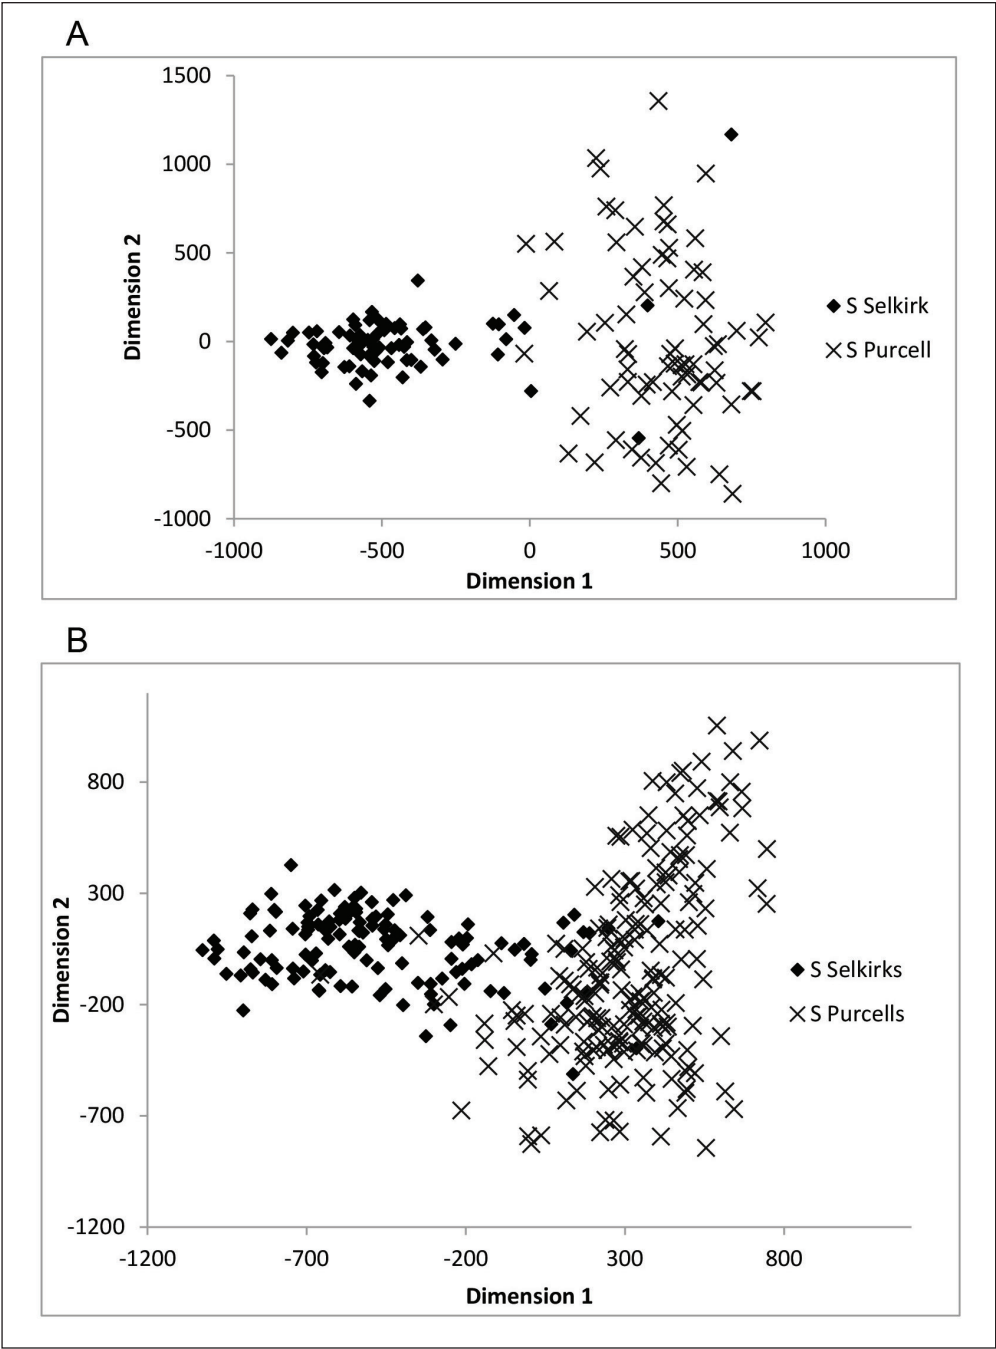 A
1500
1000
500
0
-500
-1000
Dimension 2
-1000 -500 0 500 1000
Dimension 1
S Selkirk
S Purcell
B
800
300
-200
-700
-1200
Dimension 2
-1200 -700 -200 300 800
Dimension 1
S Selkirks
S Purcells